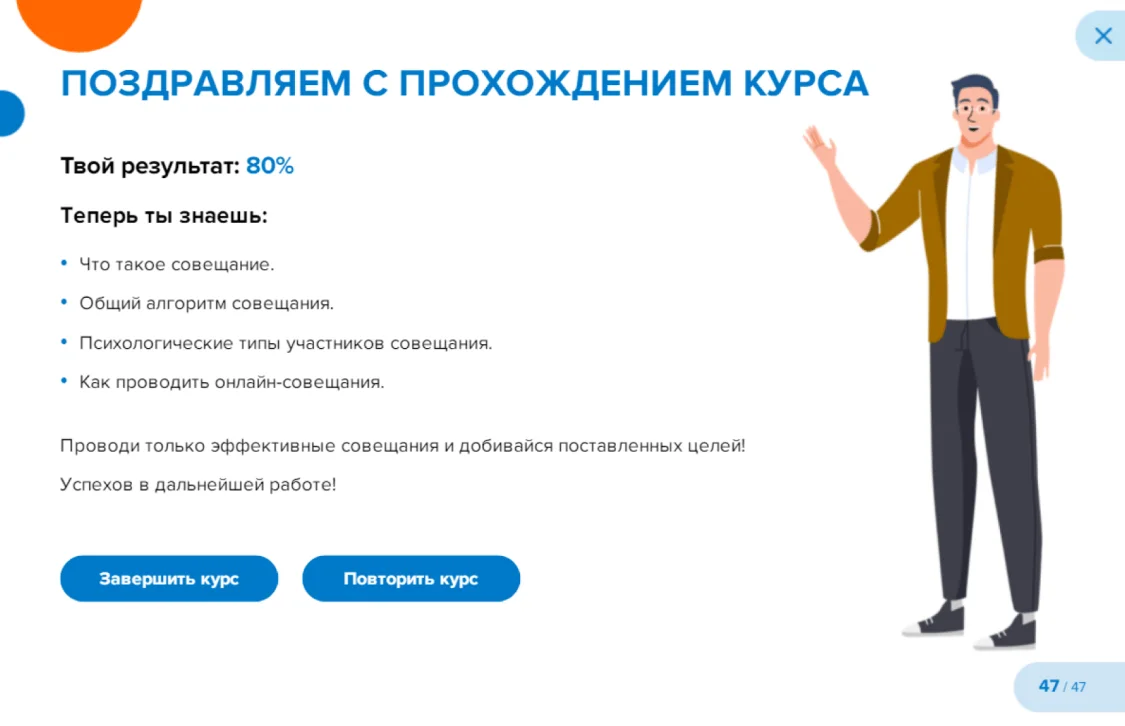 ПОЗДРАВЛЯЕМ С ПРОХОЖДЕНИЕМ КУРСА
Твой результат: 80%
Теперь ты знаешь:
• Что такое совещание.
• Общий алгоритм совещания.
• Психологические типы участников совещания.
• Как проводить онлайн-совещания.
Проводи только эффективные совещания и добивайся поставленных целей!
Успехов в дальнейшей работе!
Завершить курс
Повторить курс
47 / 47